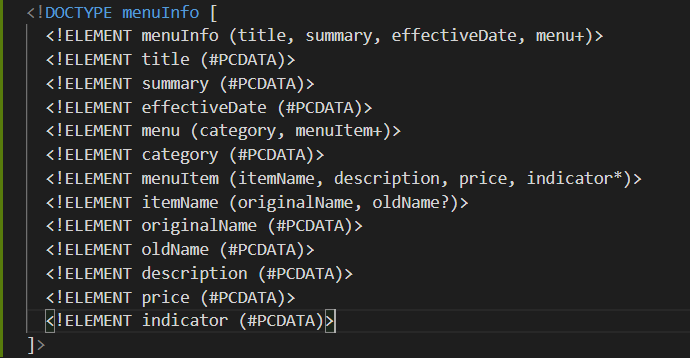 <!DOCTYPE menuInfo [
<!ELEMENT menuInfo (title, summary, effectiveDate, menu+)>
<!ELEMENT title (#PCDATA)>
<!ELEMENT summary (#PCDATA)>
<!ELEMENT effectiveDate (#PCDATA)>
<!ELEMENT menu (category, menuItem+)>
<!ELEMENT category (#PCDATA)>
<!ELEMENT menuItem (itemName, description, price, indicator*)>
<!ELEMENT itemName (originalName, oldName?)>
<!ELEMENT originalName (#PCDATA)>
<!ELEMENT oldName (#PCDATA)>
<!ELEMENT description (#PCDATA)>
<!ELEMENT price (#PCDATA)>
<!ELEMENT indicator (#PCDATA)>
]>